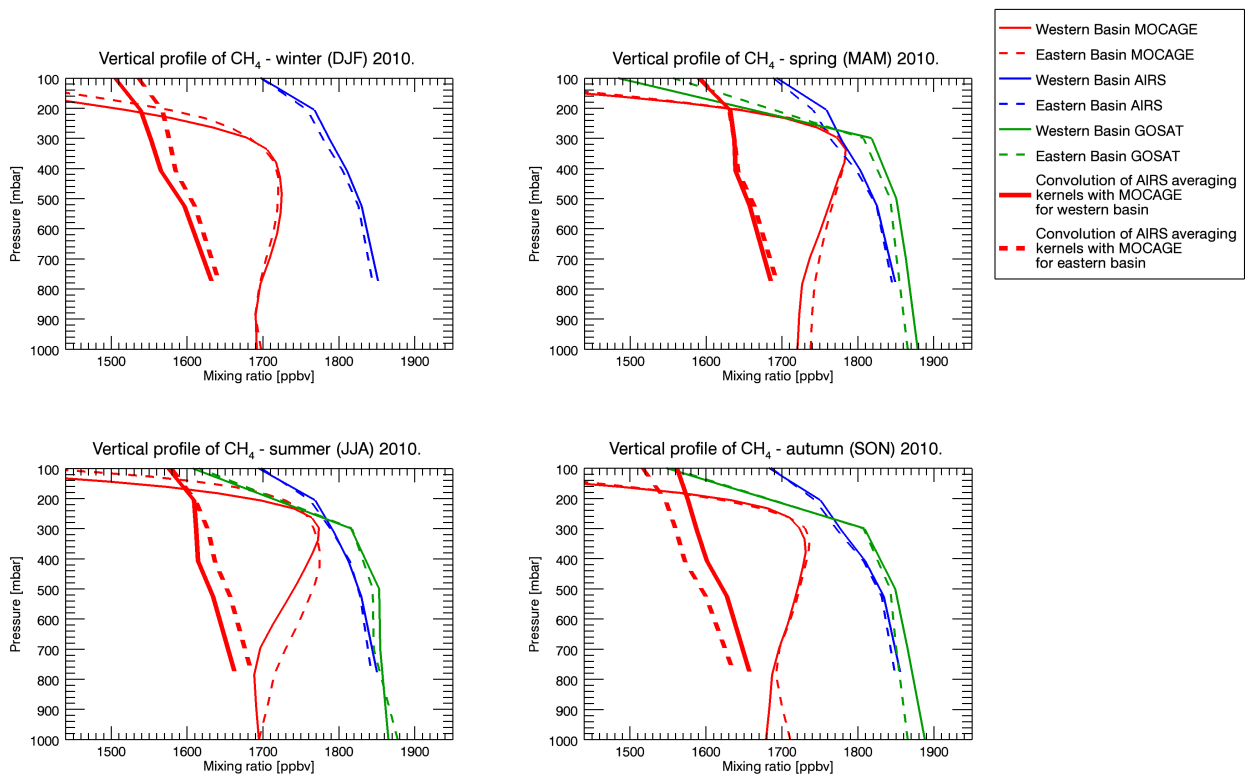 Vertical profile of CH4 - winter (DJF) 2010.
100
200
300
400
500
600
700
800
900
1000
Pressure [mbar]
1500 1600 1700 1800 1900
Mixing ratio [ppbv]
Vertical profile of CH4 - spring (MAM) 2010.
100
200
300
400
500
600
700
800
900
1000
Pressure [mbar]
1500 1600 1700 1800 1900
Mixing ratio [ppbv]
Western Basin MOCAGE
Eastern Basin MOCAGE
Western Basin AIRS
Eastern Basin AIRS
Western Basin GOSAT
Eastern Basin GOSAT
Convolution of AIRS averaging
kernels with MOCAGE
for western basin
Convolution of AIRS averaging
kernels with MOCAGE
for eastern basin
Vertical profile of CH4 - summer (JJA) 2010.
100
200
300
400
500
600
700
800
900
1000
Pressure [mbar]
1500 1600 1700 1800 1900
Mixing ratio [ppbv]
Vertical profile of CH4 - autumn (SON) 2010.
100
200
300
400
500
600
700
800
900
1000
Pressure [mbar]
1500 1600 1700 1800 1900
Mixing ratio [ppbv]